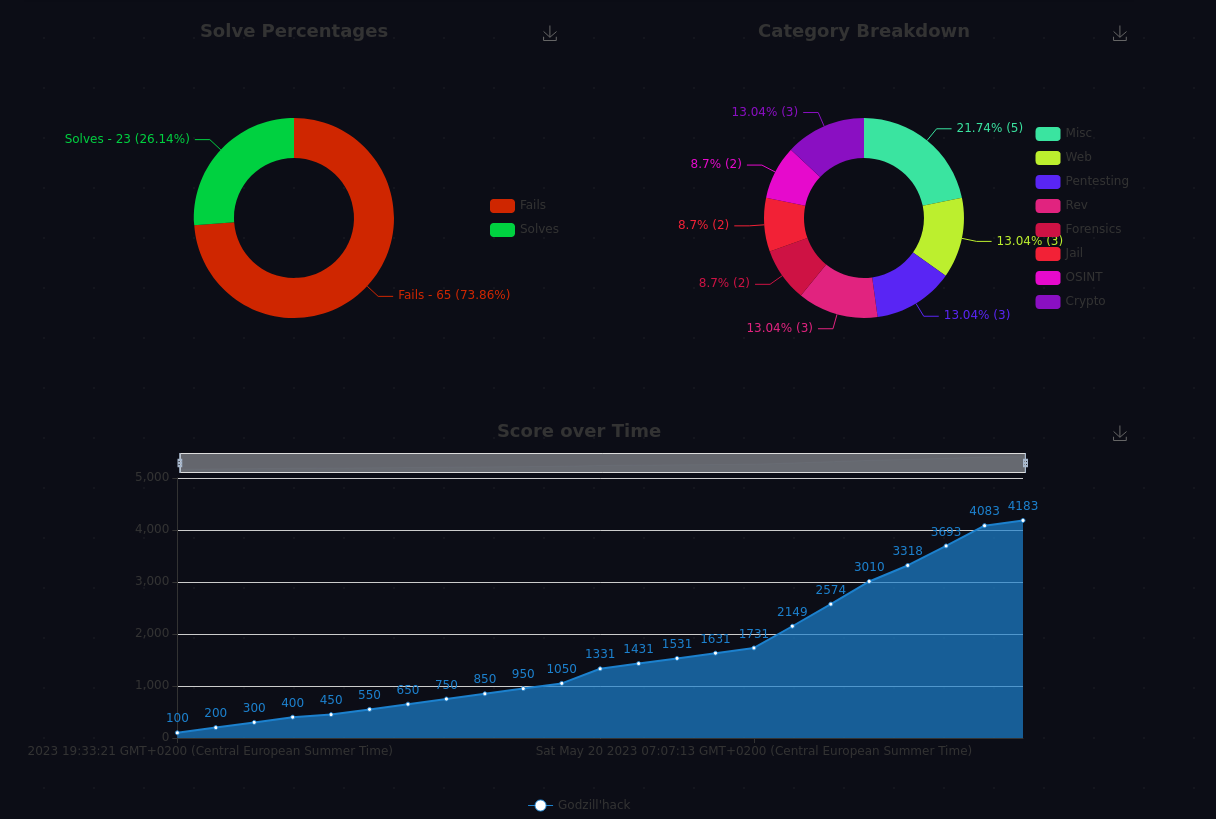 Solve Percentages
Category Breakdown
Solves - 23 (26.14%)
Fails - 65 (73.86%)
Fails
Solves
13.04% (3)
21.74% (5)
8.7% (2)
8.7% (2)
13.04% (3)
8.7% (2)
13.04% (3)
13.04% (3)
Misc
Web
Pentesting
Rev
Forensics
Jail
OSINT
Crypto
Score over Time
5,000
4,000
3,000
2,000
1,000
0
100 200 300 400 450 550 650 750 850 950 1050 1331 1431 1531 1631 1731 2149 2574 3010 3318 3693 4083 4183
2023 19:33:21 GMT+0200 (Central European Summer Time)
Sat May 20 2023 07:07:13 GMT+0200 (Central European Summer Time)
Godzill'hack